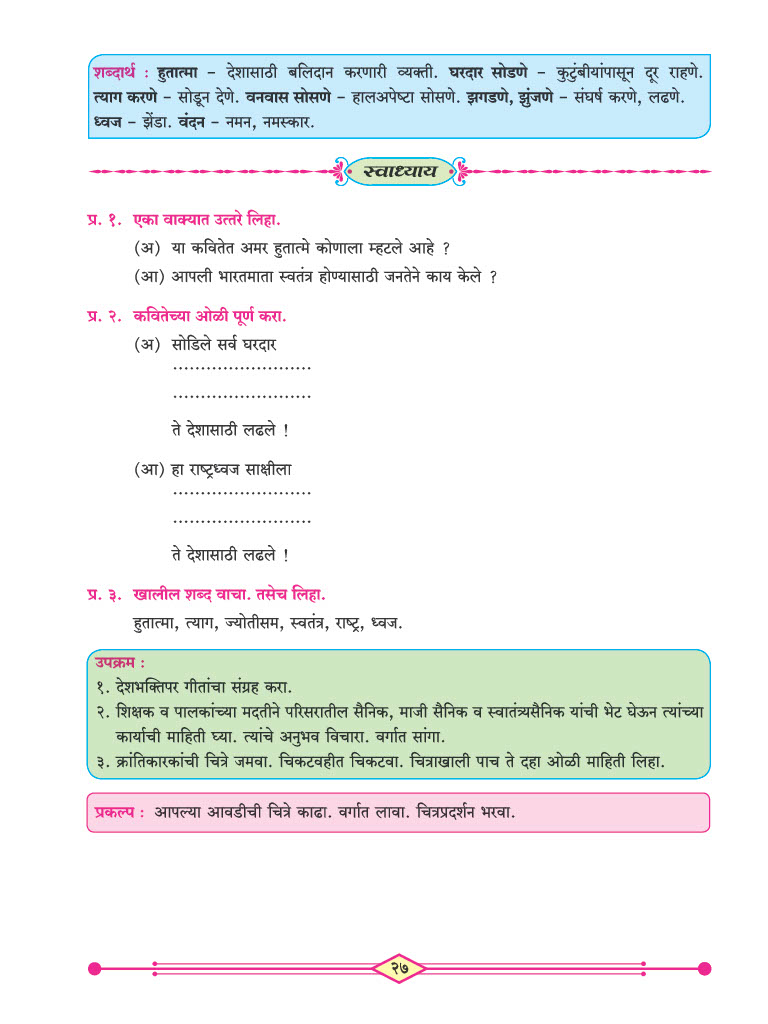 शब्दार्थ : हुतात्मा – देशासाठी बलिदान करणारी व्यक्ती. घरदार सोडणे – कुटुंबीयांपासून दूर राहणे.
त्याग करणे – सोडून देणे. वनवास सोसणे – हालअपेष्टा सोसणे. झगडणे, झुंजणे – संघर्ष करणे, लढणे.
ध्वज – झेंडा. वंदन – नमन, नमस्कार.
स्वाध्याय
प्र. १. एका वाक्यात उत्तरे लिहा.
(अ) या कवितेत अमर हुतात्मे कोणाला म्हटले आहे ?
(आ) आपली भारतमाता स्वतंत्र होण्यासाठी जनतेने काय केले ?
प्र. २. कवितेच्या ओळी पूर्ण करा.
(अ) सोडिले सर्व घरदार
.........................
.........................
ते देशासाठी लढले !
(आ) हा राष्ट्रध्वज साक्षीला
.........................
.........................
ते देशासाठी लढले !
प्र. ३. खालील शब्द वाचा. तसेच लिहा.
हुतात्मा, त्याग, ज्योतीसम, स्वतंत्र, राष्ट्र, ध्वज.
उपक्रम :
१. देशभक्तिपर गीतांचा संग्रह करा.
२. शिक्षक व पालकांच्या मदतीने परिसरातील सैनिक, माजी सैनिक व स्वातंत्र्यसैनिक यांची भेट घेऊन त्यांच्या
कार्याची माहिती घ्या. त्यांचे अनुभव विचारा. वर्गात सांगा.
३. क्रांतिकारकांची चित्रे जमवा. चिकटवहीत चिकटवा. चित्राखाली पाच ते दहा ओळी माहिती लिहा.
प्रकल्प : आपल्या आवडीची चित्रे काढा. वर्गात लावा. चित्रप्रदर्शन भरवा.
२७